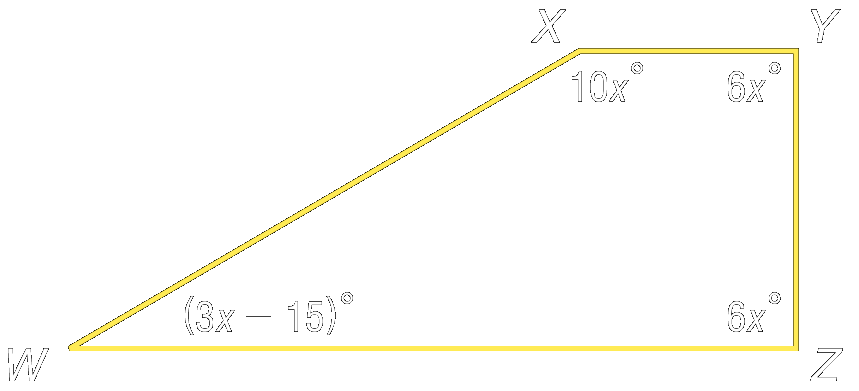 X Y
10x° 6x°
(3x − 15)° 6x°
W Z